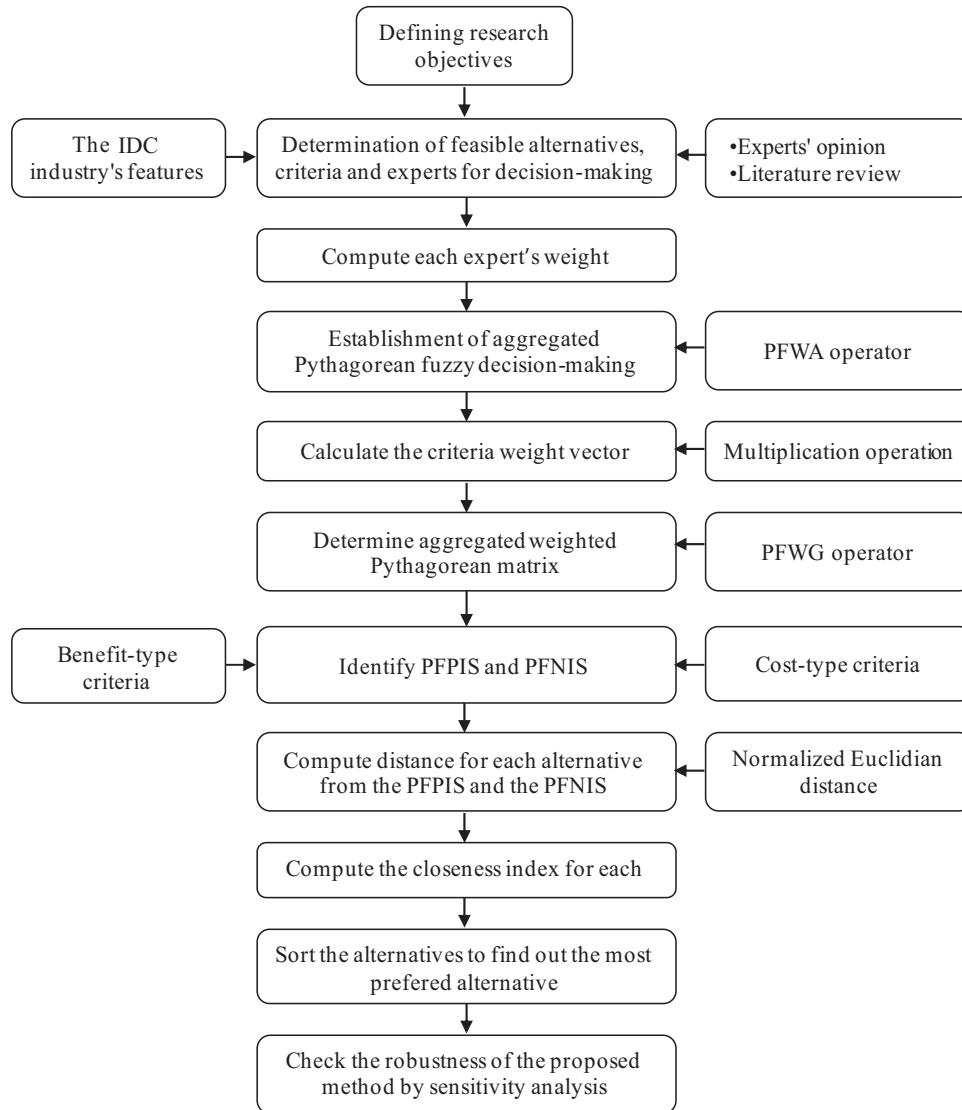 Defining research
objectives
The IDC
industry's features
Determination of feasible alternatives,
criteria and experts for decision-making
•Experts' opinion
•Literature review
Compute each expert's weight
Establishment of aggregated
Pythagorean fuzzy decision-making
PFWA operator
Calculate the criteria weight vector
Multiplication operation
Determine aggregated weighted
Pythagorean matrix
PFWG operator
Benefit-type
criteria
Identify PFPIS and PFNIS
Cost-type criteria
Compute distance for each alternative
from the PFPIS and the PFNIS
Normalized Euclidian
distance
Compute the closeness index for each
Sort the alternatives to find out the most
prefered alternative
Check the robustness of the proposed
method by sensitivity analysis